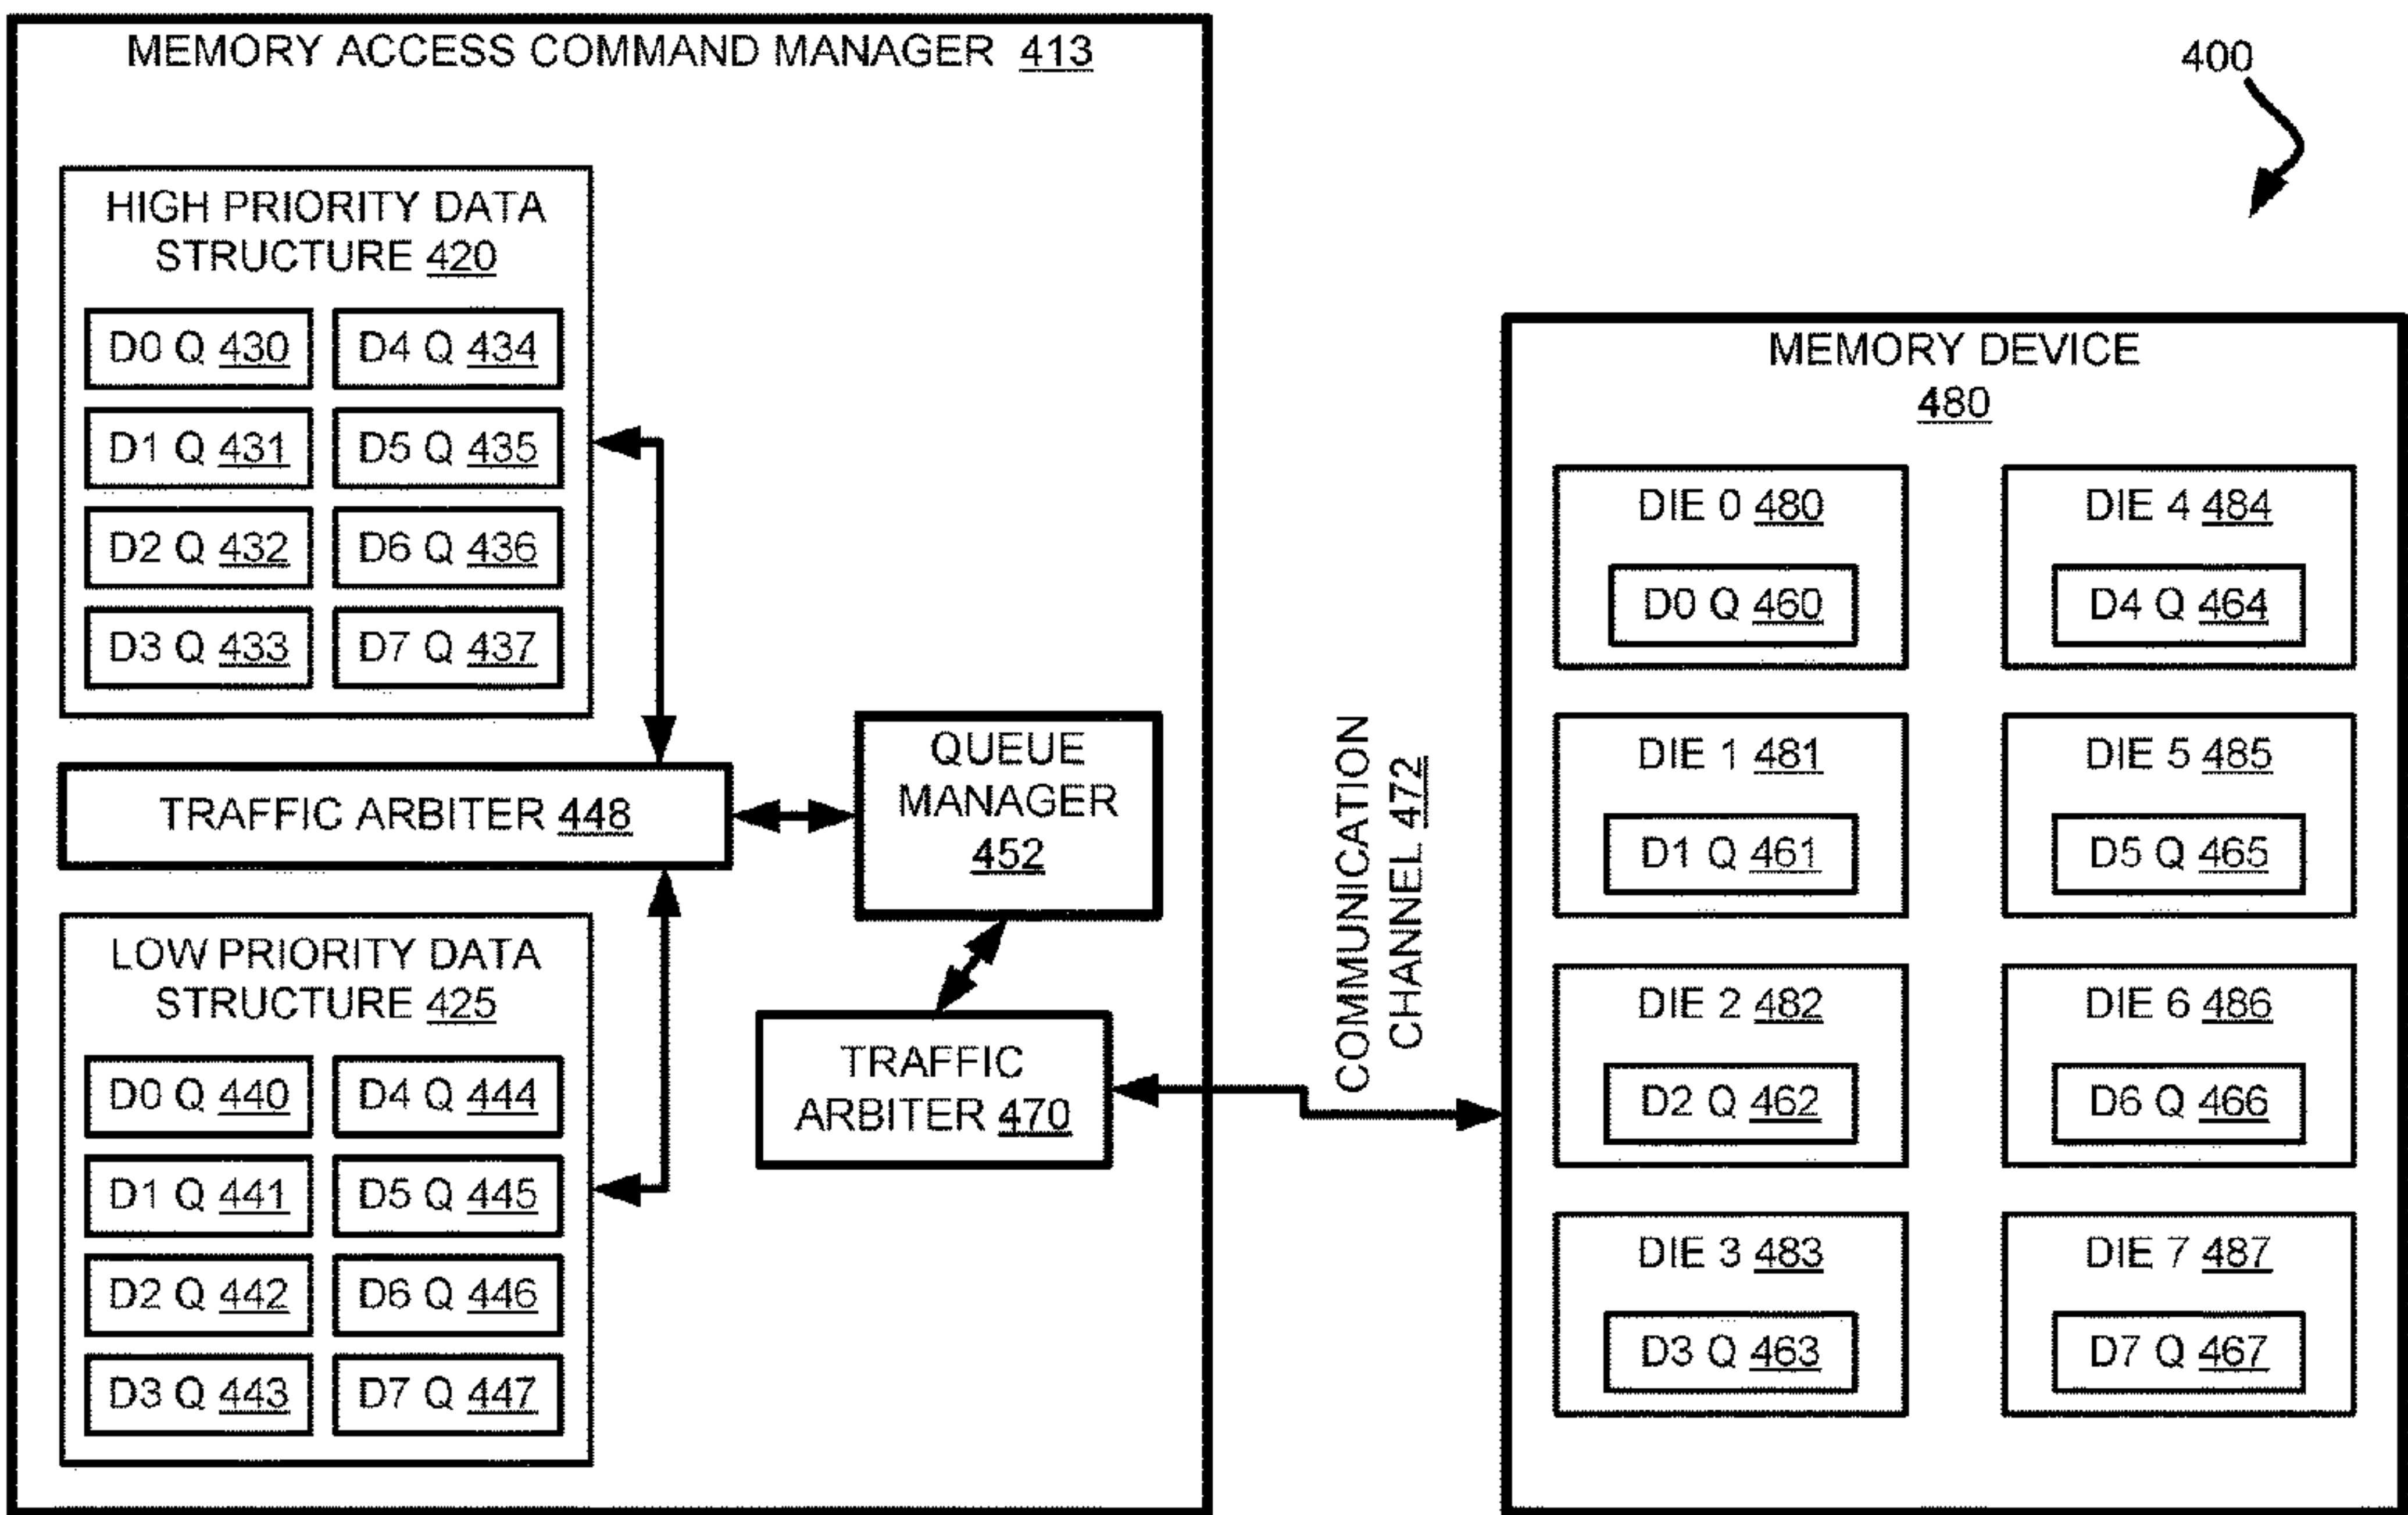 MEMORY ACCESS COMMAND MANAGER 413
400
HIGH PRIORITY DATA
STRUCTURE 420
D0 Q 430
D4 Q 434
D1 Q 431
D5 Q 435
D2 Q 432
D6 Q 436
D3 Q 433
D7 Q 437
TRAFFIC ARBITER 448
QUEUE
MANAGER
452
LOW PRIORITY DATA
STRUCTURE 425
D0 Q 440
D4 Q 444
D1 Q 441
D5 Q 445
D2 Q 442
D6 Q 446
D3 Q 443
D7 Q 447
TRAFFIC
ARBITER 470
COMMUNICATION
CHANNEL 472
MEMORY DEVICE
480
DIE 0 480
D0 Q 460
DIE 4 484
D4 Q 464
DIE 1 481
D1 Q 461
DIE 5 485
D5 Q 465
DIE 2 482
D2 Q 462
DIE 6 486
D6 Q 466
DIE 3 483
D3 Q 463
DIE 7 487
D7 Q 467